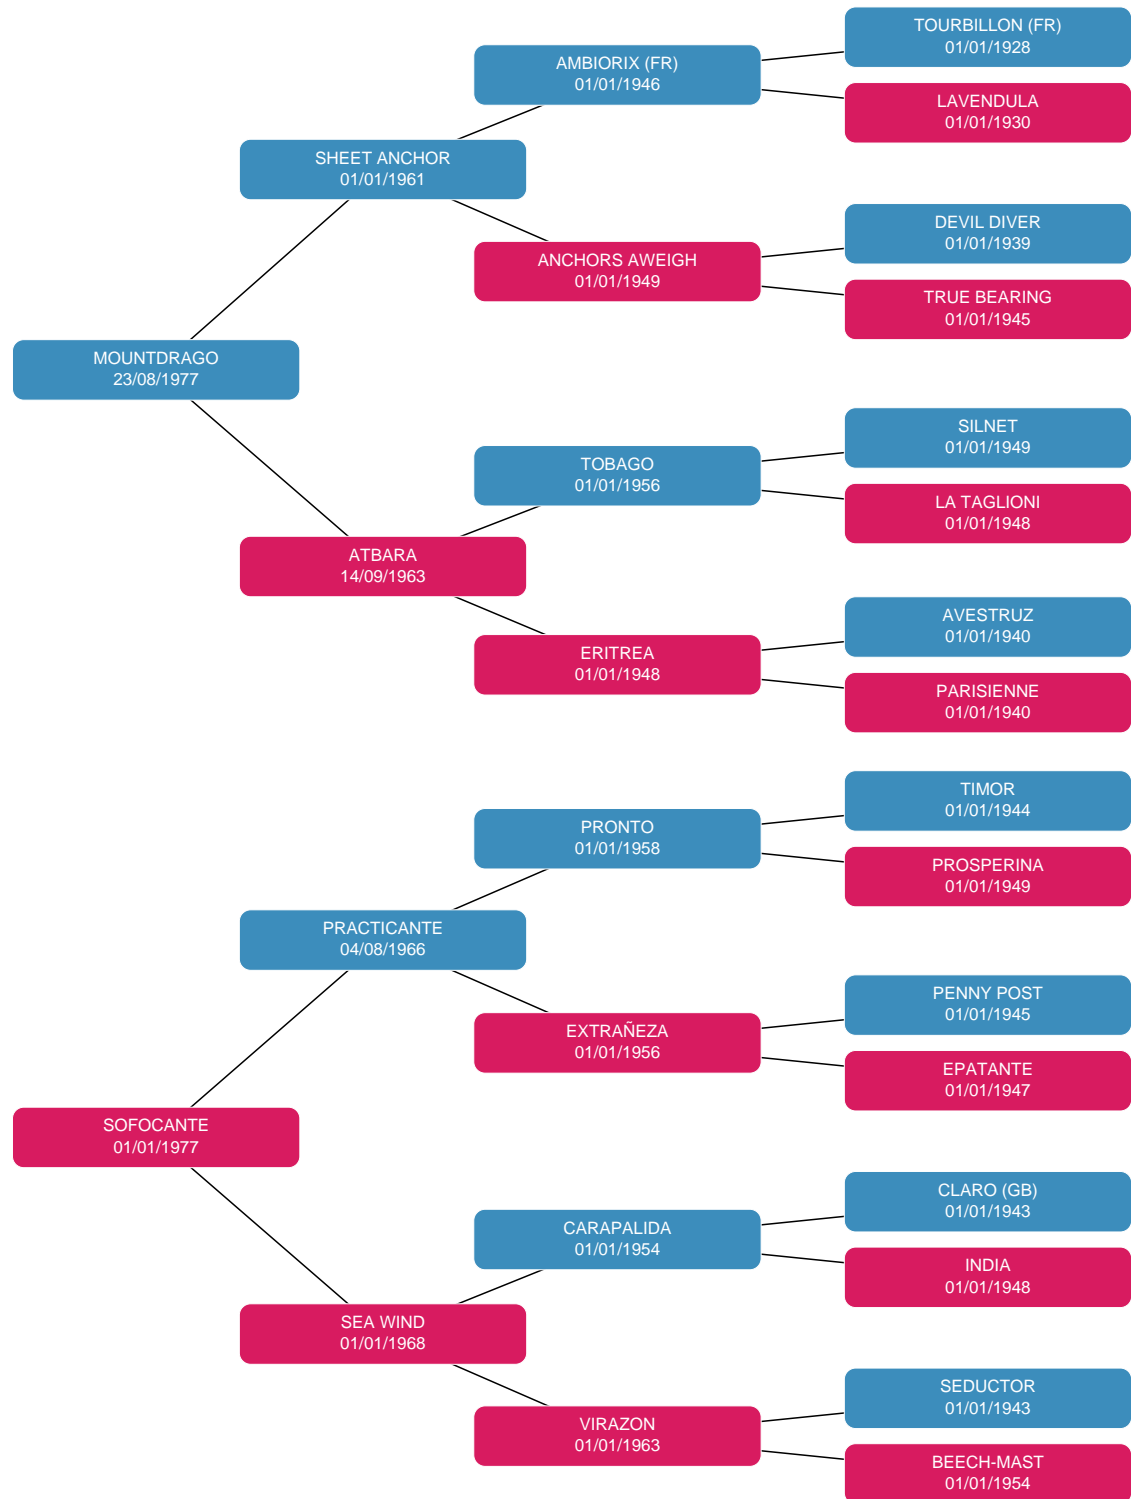 TOURBILLON (FR)
01/01/1928
AMBIORIX (FR)
01/01/1946
LAVENDULA
01/01/1930
SHEET ANCHOR
01/01/1961
DEVIL DIVER
01/01/1939
ANCHORS AWEIGH
01/01/1949
TRUE BEARING
01/01/1945
MOUNTDRAGO
23/08/1977
SILNET
01/01/1949
TOBAGO
01/01/1956
LA TAGLIONI
01/01/1948
ATBARA
14/09/1963
AVESTRUZ
01/01/1940
ERITREA
01/01/1948
PARISIENNE
01/01/1940
TIMOR
01/01/1944
PRONTO
01/01/1958
PROSPERINA
01/01/1949
PRACTICANTE
04/08/1966
PENNY POST
01/01/1945
EXTRAÑEZA
01/01/1956
EPATANTE
01/01/1947
SOFOCANTE
01/01/1977
CLARO (GB)
01/01/1943
CARAPALIDA
01/01/1954
INDIA
01/01/1948
SEA WIND
01/01/1968
SEDUCTOR
01/01/1943
VIRAZON
01/01/1963
BEECH-MAST
01/01/1954